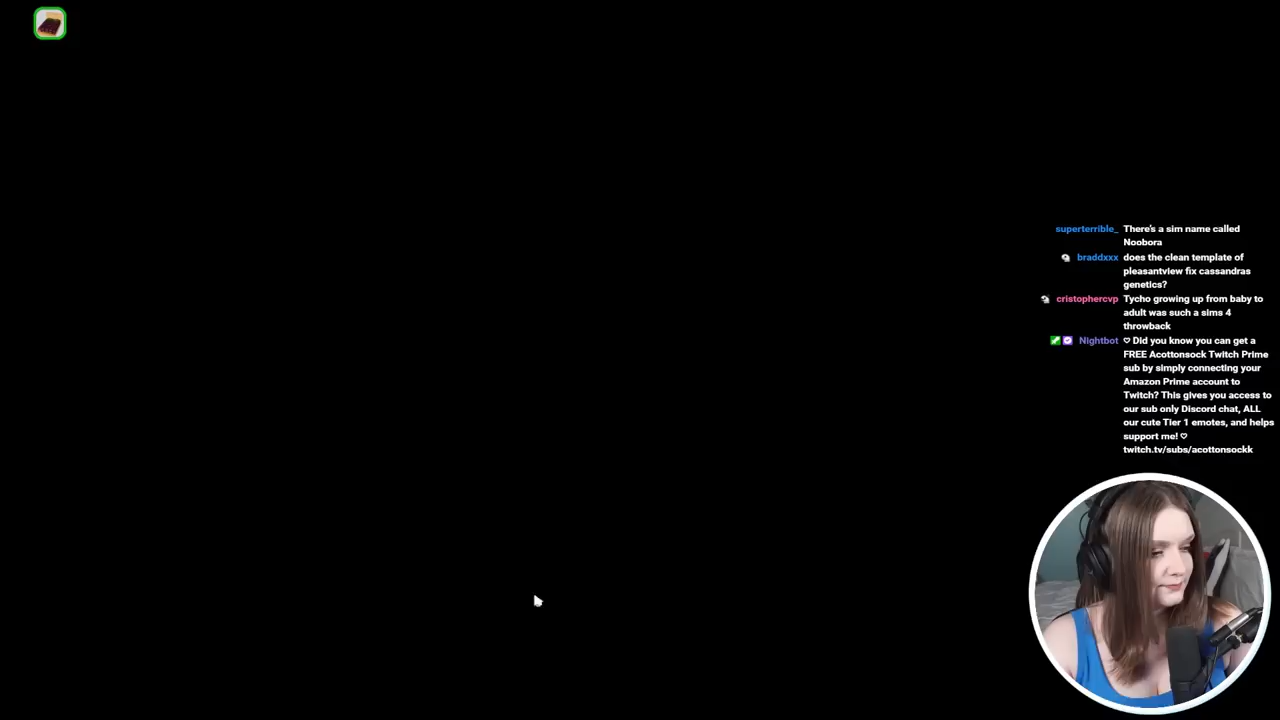 superterrible_ There's a sim name called
Noobora
braddxxx does the clean template of
pleasantview fix cassandras
genetics?
cristophercvp Tycho growing up from baby to
adult was such a sims 4
throwback
Nightbot ♡ Did you know you can get a
FREE Acottonsock Twitch Prime
sub by simply connecting your
Amazon Prime account to
Twitch? This gives you access to
our sub only Discord chat, ALL
our cute Tier 1 emotes, and helps
support me! ♡
twitch.tv/subs/acottonsockk